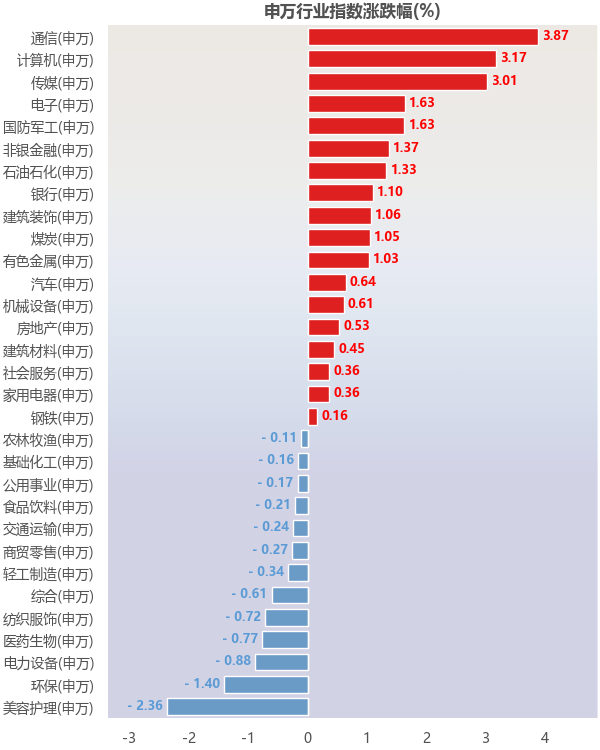 申万行业指数涨跌幅(%)
通信(申万) 3.87
计算机(申万) 3.17
传媒(申万) 3.01
电子(申万) 1.63
国防军工(申万) 1.63
非银金融(申万) 1.37
石油石化(申万) 1.33
银行(申万) 1.10
建筑装饰(申万) 1.06
煤炭(申万) 1.05
有色金属(申万) 1.03
汽车(申万) 0.64
机械设备(申万) 0.61
房地产(申万) 0.53
建筑材料(申万) 0.45
社会服务(申万) 0.36
家用电器(申万) 0.36
钢铁(申万) 0.16
农林牧渔(申万) - 0.11
基础化工(申万) - 0.16
公用事业(申万) - 0.17
食品饮料(申万) - 0.21
交通运输(申万) - 0.24
商贸零售(申万) - 0.27
轻工制造(申万) - 0.34
综合(申万) - 0.61
纺织服饰(申万) - 0.72
医药生物(申万) - 0.77
电力设备(申万) - 0.88
环保(申万) - 1.40
美容护理(申万) - 2.36
-3 -2 -1 0 1 2 3 4